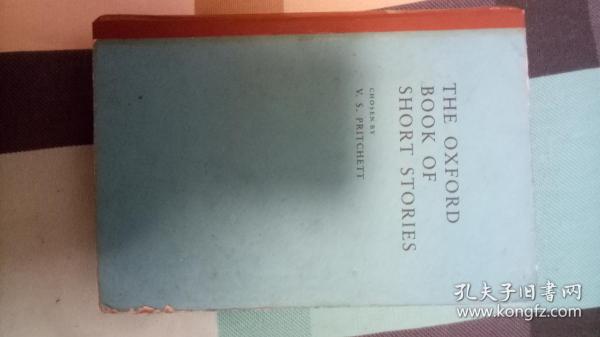 THE OXFORD
BOOK OF
SHORT STORIES
CHOSEN BY
V. S. PRITCHETT
孔夫子旧书网
www.kongfz.com